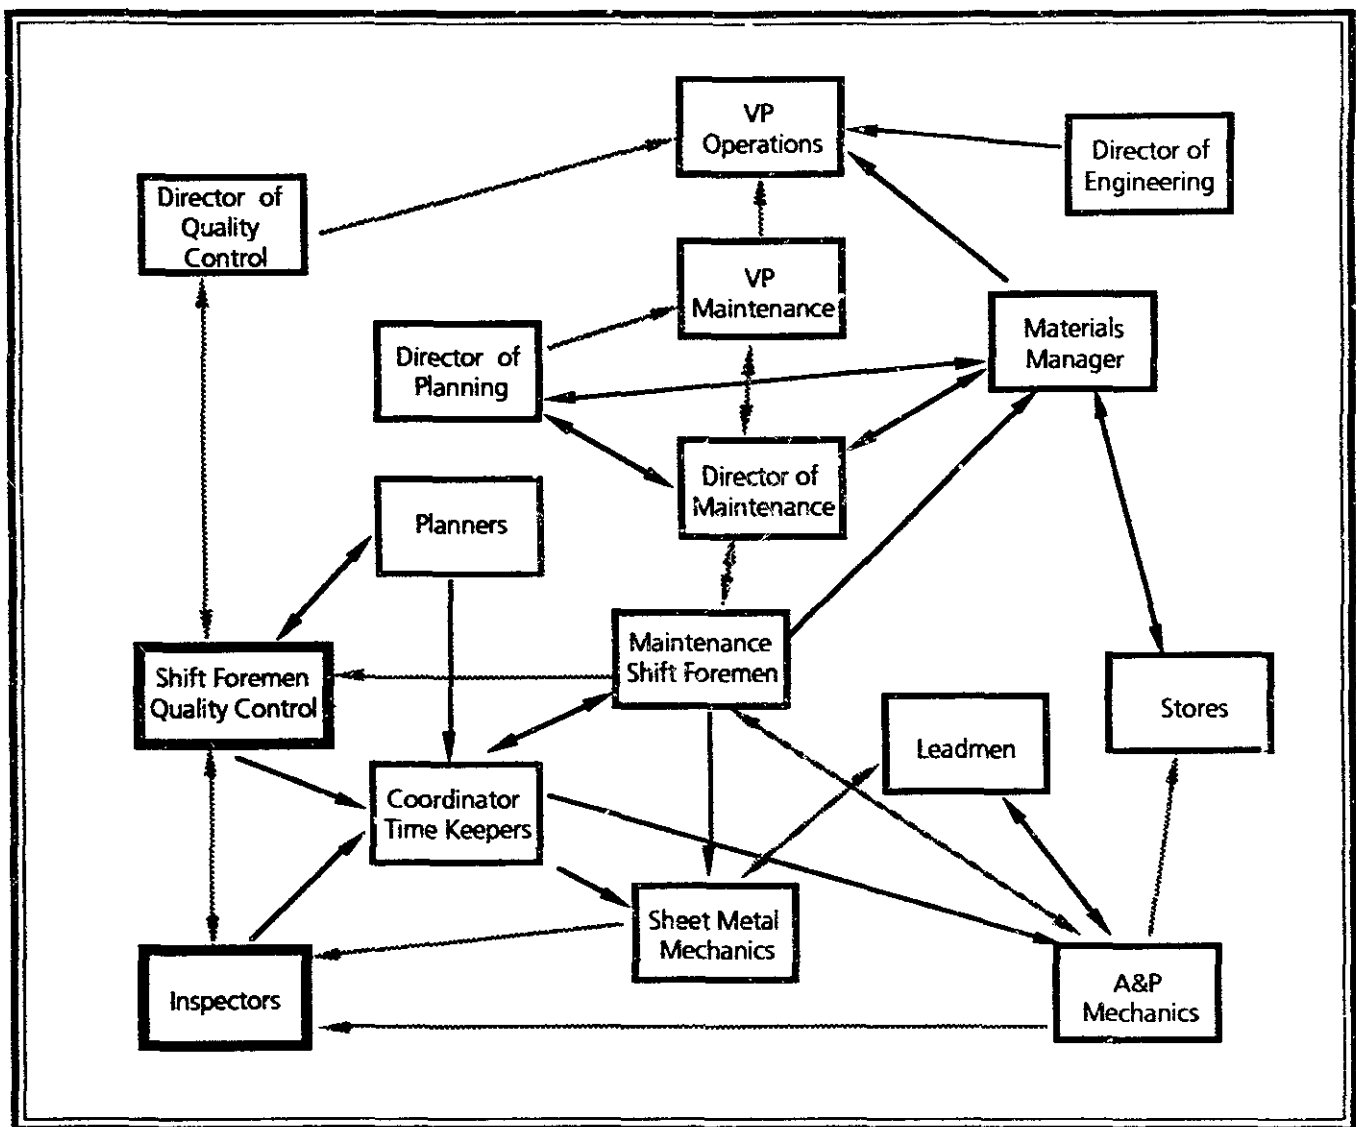 VP
Operations
Director of
Engineering
Director of
Quality
Control
VP
Maintenance
Materials
Manager
Director of
Planning
Director of
Maintenance
Planners
Maintenance
Shift Foremen
Shift Foremen
Quality Control
Stores
Leadmen
Coordinator
Time Keepers
Sheet Metal
Mechanics
Inspectors
A&P
Mechanics